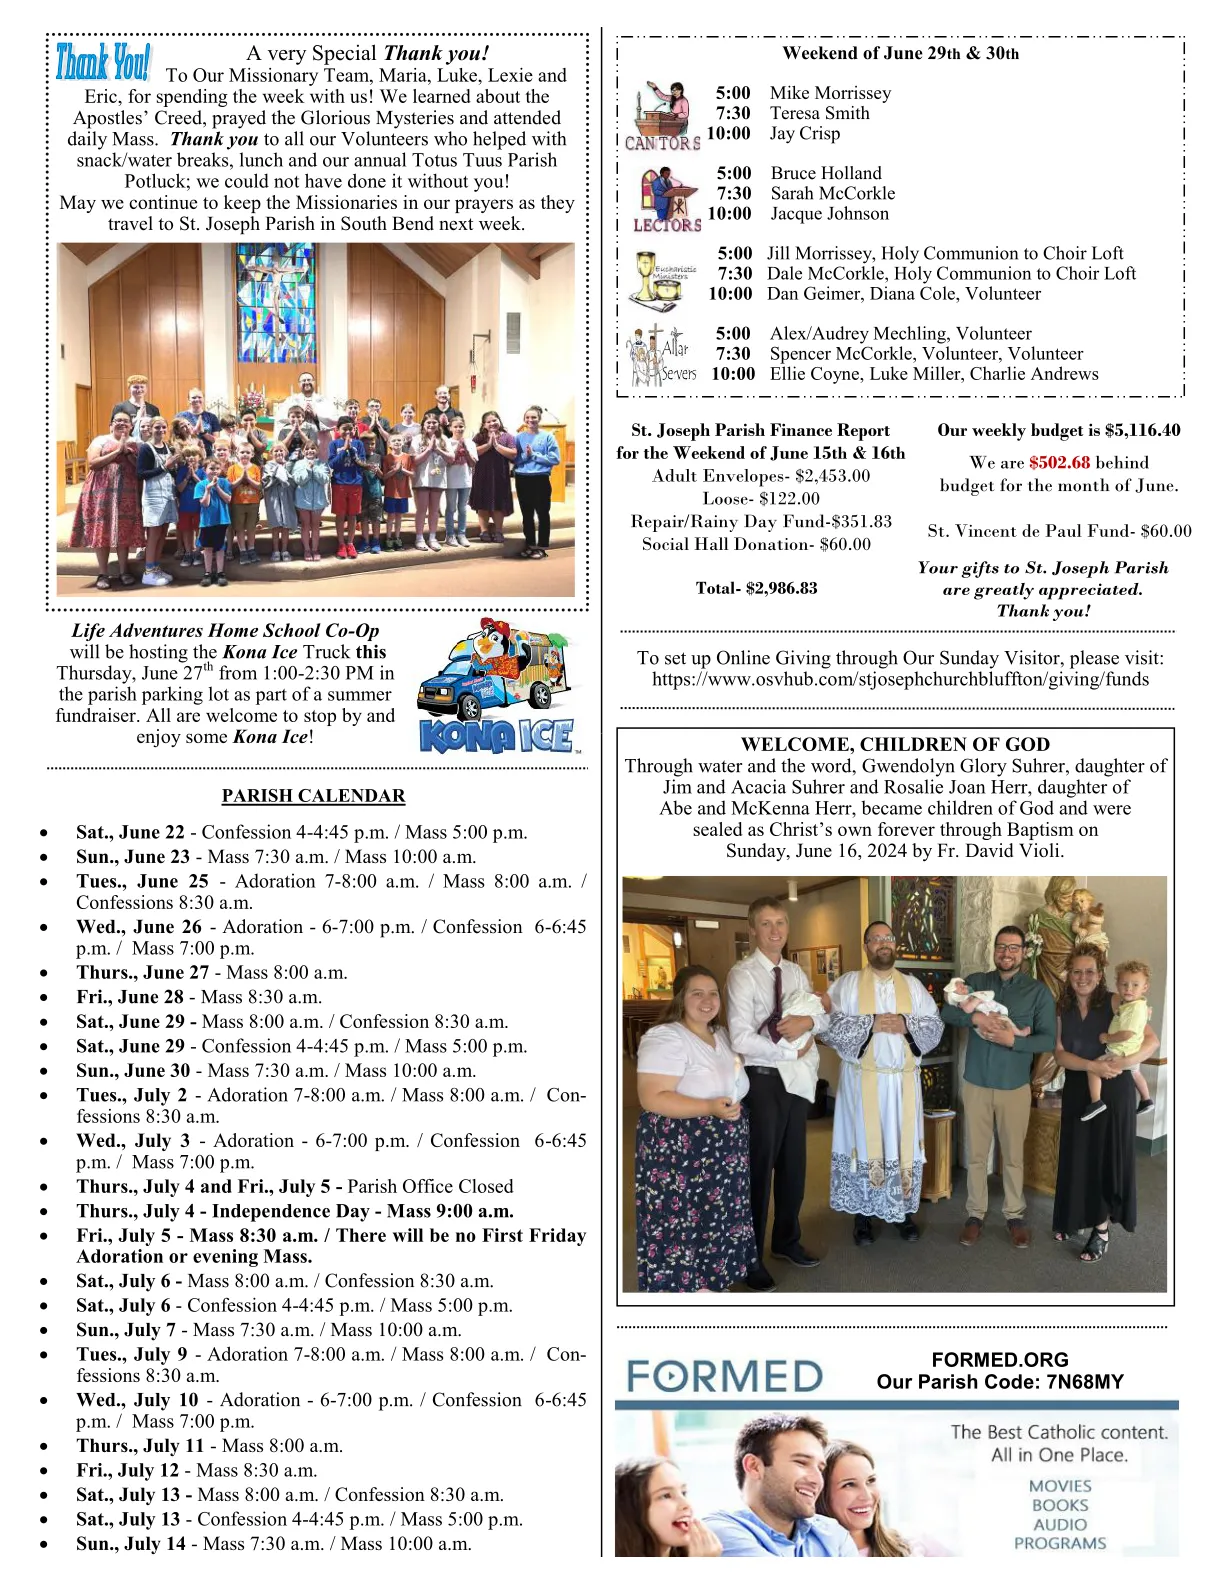 Thank You!
A very Special Thank you!
To Our Missionary Team, Maria, Luke, Lexie and
Eric, for spending the week with us! We learned about the
Apostles’ Creed, prayed the Glorious Mysteries and attended
daily Mass. Thank you to all our Volunteers who helped with
snack/water breaks, lunch and our annual Totus Tuus Parish
Potluck; we could not have done it without you!
May we continue to keep the Missionaries in our prayers as they
travel to St. Joseph Parish in South Bend next week.
Life Adventures Home School Co-Op
will be hosting the Kona Ice Truck this
Thursday, June 27th from 1:00-2:30 PM in
the parish parking lot as part of a summer
fundraiser. All are welcome to stop by and
enjoy some Kona Ice!
KONA ICE
TM
PARISH CALENDAR
• Sat., June 22 - Confession 4-4:45 p.m. / Mass 5:00 p.m.
• Sun., June 23 - Mass 7:30 a.m. / Mass 10:00 a.m.
• Tues., June 25 - Adoration 7-8:00 a.m. / Mass 8:00 a.m. /
Confessions 8:30 a.m.
• Wed., June 26 - Adoration - 6-7:00 p.m. / Confession 6-6:45
p.m. / Mass 7:00 p.m.
• Thurs., June 27 - Mass 8:00 a.m.
• Fri., June 28 - Mass 8:30 a.m.
• Sat., June 29 - Mass 8:00 a.m. / Confession 8:30 a.m.
• Sat., June 29 - Confession 4-4:45 p.m. / Mass 5:00 p.m.
• Sun., June 30 - Mass 7:30 a.m. / Mass 10:00 a.m.
• Tues., July 2 - Adoration 7-8:00 a.m. / Mass 8:00 a.m. / Con-
fessions 8:30 a.m.
• Wed., July 3 - Adoration - 6-7:00 p.m. / Confession 6-6:45
p.m. / Mass 7:00 p.m.
• Thurs., July 4 and Fri., July 5 - Parish Office Closed
• Thurs., July 4 - Independence Day - Mass 9:00 a.m.
• Fri., July 5 - Mass 8:30 a.m. / There will be no First Friday
Adoration or evening Mass.
• Sat., July 6 - Mass 8:00 a.m. / Confession 8:30 a.m.
• Sat., July 6 - Confession 4-4:45 p.m. / Mass 5:00 p.m.
• Sun., July 7 - Mass 7:30 a.m. / Mass 10:00 a.m.
• Tues., July 9 - Adoration 7-8:00 a.m. / Mass 8:00 a.m. / Con-
fessions 8:30 a.m.
• Wed., July 10 - Adoration - 6-7:00 p.m. / Confession 6-6:45
p.m. / Mass 7:00 p.m.
• Thurs., July 11 - Mass 8:00 a.m.
• Fri., July 12 - Mass 8:30 a.m.
• Sat., July 13 - Mass 8:00 a.m. / Confession 8:30 a.m.
• Sat., July 13 - Confession 4-4:45 p.m. / Mass 5:00 p.m.
• Sun., July 14 - Mass 7:30 a.m. / Mass 10:00 a.m.
Weekend of June 29th & 30th
CANTORS
5:00 Mike Morrissey
7:30 Teresa Smith
10:00 Jay Crisp
LECTORS
5:00 Bruce Holland
7:30 Sarah McCorkle
10:00 Jacque Johnson
Eucharistic
Ministers
5:00 Jill Morrissey, Holy Communion to Choir Loft
7:30 Dale McCorkle, Holy Communion to Choir Loft
10:00 Dan Geimer, Diana Cole, Volunteer
Altar
Servers
5:00 Alex/Audrey Mechling, Volunteer
7:30 Spencer McCorkle, Volunteer, Volunteer
10:00 Ellie Coyne, Luke Miller, Charlie Andrews
St. Joseph Parish Finance Report
for the Weekend of June 15th & 16th
Adult Envelopes- $2,453.00
Loose- $122.00
Repair/Rainy Day Fund-$351.83
Social Hall Donation- $60.00
Total- $2,986.83
Our weekly budget is $5,116.40
We are $502.68 behind
budget for the month of June.
St. Vincent de Paul Fund- $60.00
Your gifts to St. Joseph Parish
are greatly appreciated.
Thank you!
To set up Online Giving through Our Sunday Visitor, please visit:
https://www.osvhub.com/stjosephchurchbluffton/giving/funds
WELCOME, CHILDREN OF GOD
Through water and the word, Gwendolyn Glory Suhrer, daughter of
Jim and Acacia Suhrer and Rosalie Joan Herr, daughter of
Abe and McKenna Herr, became children of God and were
sealed as Christ’s own forever through Baptism on
Sunday, June 16, 2024 by Fr. David Violi.
FORMED
FORMED.ORG
Our Parish Code: 7N68MY
The Best Catholic content.
All in One Place.
MOVIES
BOOKS
AUDIO
PROGRAMS